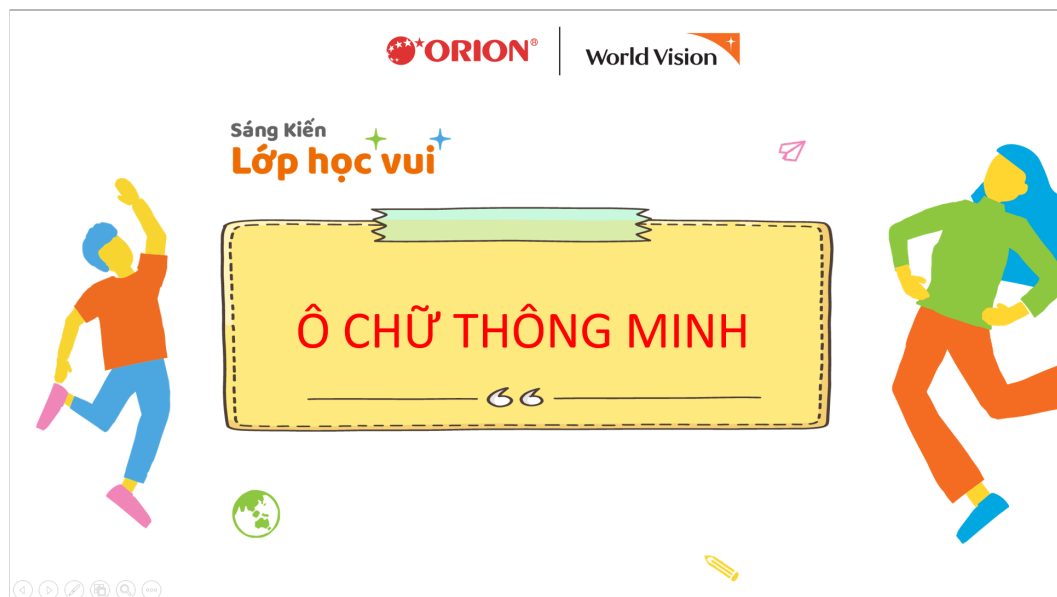 ORION®
World Vision
Sáng Kiến
Lớp học vui
Ô CHỮ THÔNG MINH